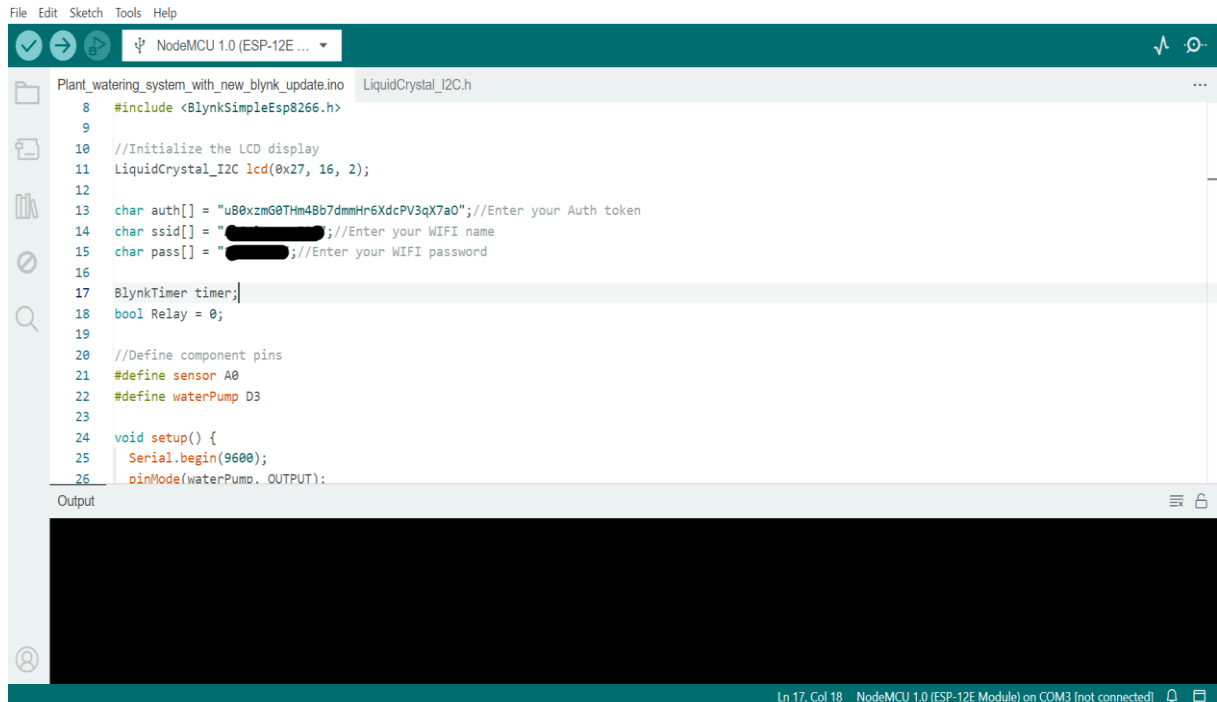 File Edit Sketch Tools Help
NodeMCU 1.0 (ESP-12E ...
Plant_watering_system_with_new_blynk_update.ino LiquidCrystal_I2C.h ...
8 #include <BlynkSimpleEsp8266.h>
9
10 //Initialize the LCD display
11 LiquidCrystal_I2C lcd(0x27, 16, 2);
12
13 char auth[] = "uB0xzmG0THm4Bb7dmmHr6XdcPV3qX7aO";//Enter your Auth token
14 char ssid[] = " ";//Enter your WIFI name
15 char pass[] = " ;//Enter your WIFI password
16
17 BlynkTimer timer;
18 bool Relay = 0;
19
20 //Define component pins
21 #define sensor A0
22 #define waterPump D3
23
24 void setup() {
25 Serial.begin(9600);
26 pinMode(waterPump, OUTPUT);
Output
Ln 17, Col 18 NodeMCU 1.0 (ESP-12E Module) on COM3 [not connected]